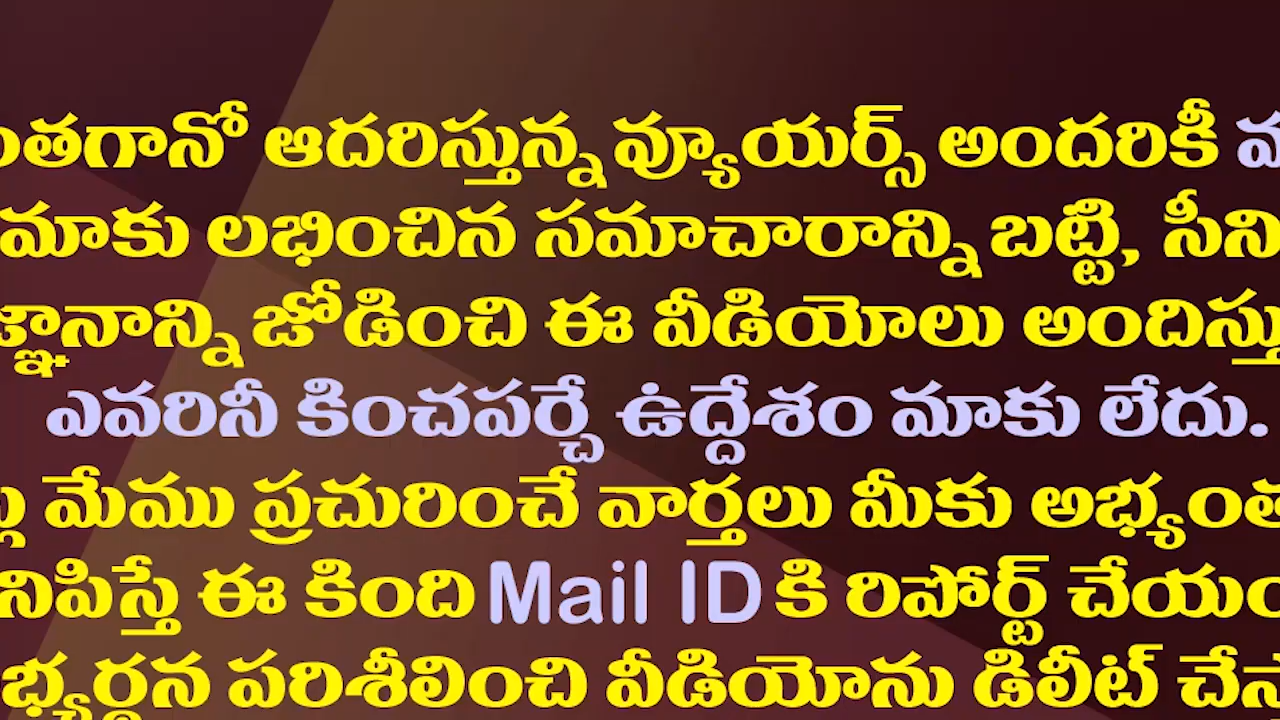 ంతగానో ఆదరిస్తున్న వ్యూయర్స్ అందరికీ
మాకు లభించిన సమాచారాన్ని బట్టి, సీని
జ్ఞానాన్ని జోడించి ఈ వీడియోలు అందిస్తు
ఎవరినీ కించపర్చే ఉద్దేశం మాకు లేదు.
మేము ప్రచురించే వార్తలు మీకు అభ్యంత
నిపిస్తే ఈ కింది Mail ID కి రిపోర్ట్ చేయం
భ్యర్థన పరిశీలించి వీడియోను డిలీట్ చేస